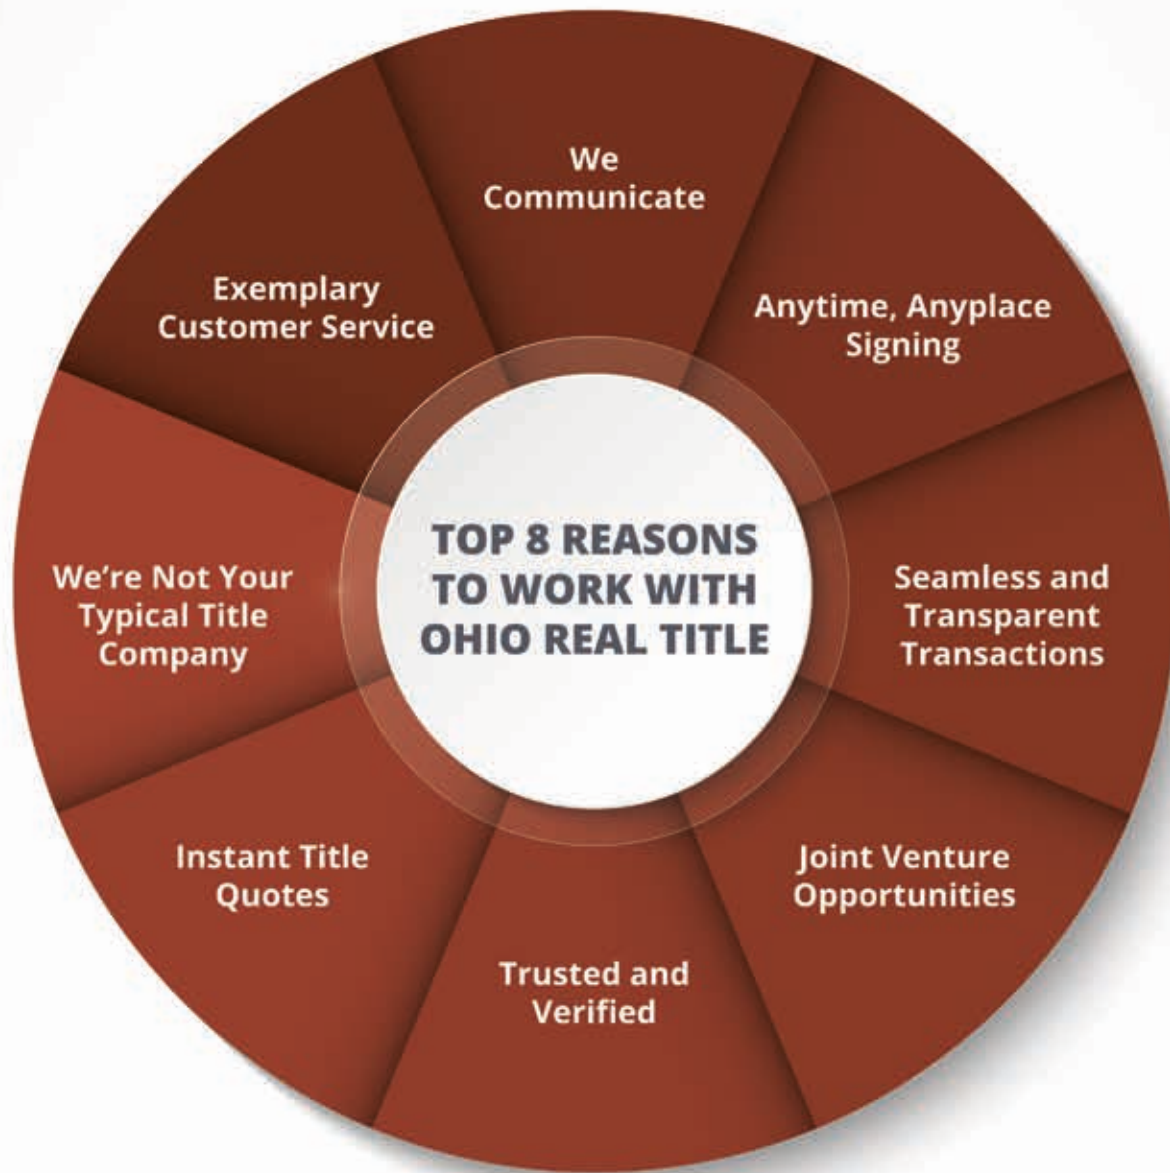 We
Communicate
Anytime, Anyplace
Signing
Seamless and
Transparent
Transactions
Joint Venture
Opportunities
Trusted and
Verified
Instant Title
Quotes
We’re Not Your
Typical Title
Company
Exemplary
Customer Service
TOP 8 REASONS
TO WORK WITH
OHIO REAL TITLE